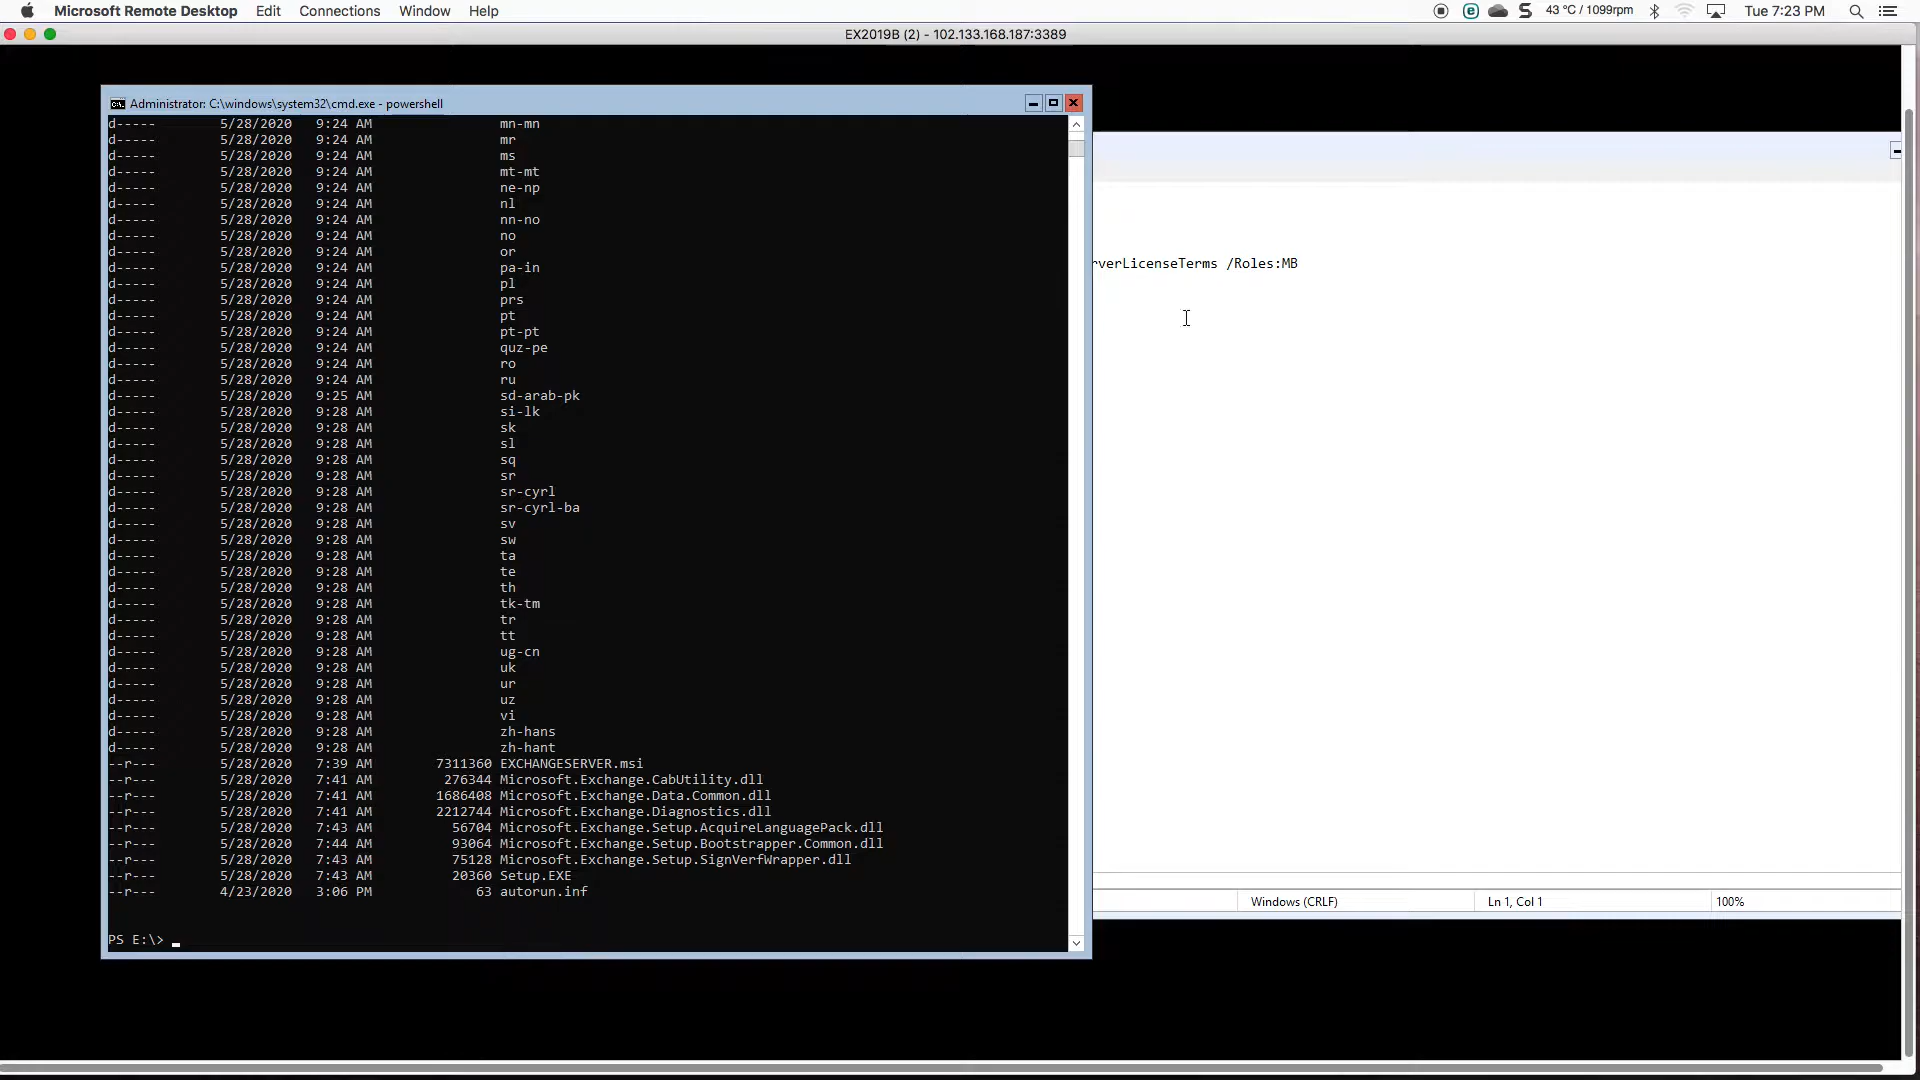 Microsoft Remote Desktop Edit Connections Window Help 43 °C / 1099rpm Tue 7:23 PM
EX2019B (2) - 102.133.168.187:3389
Administrator: C:\windows\system32\cmd.exe - powershell
d----- 5/28/2020 9:24 AM mn-mn
d----- 5/28/2020 9:24 AM mr
d----- 5/28/2020 9:24 AM ms
d----- 5/28/2020 9:24 AM mt-mt
d----- 5/28/2020 9:24 AM ne-np
d----- 5/28/2020 9:24 AM nl
d----- 5/28/2020 9:24 AM nn-no
d----- 5/28/2020 9:24 AM no
d----- 5/28/2020 9:24 AM or
d----- 5/28/2020 9:24 AM pa-in
d----- 5/28/2020 9:24 AM pl
d----- 5/28/2020 9:24 AM prs
d----- 5/28/2020 9:24 AM pt
d----- 5/28/2020 9:24 AM pt-pt
d----- 5/28/2020 9:24 AM quz-pe
d----- 5/28/2020 9:24 AM ro
d----- 5/28/2020 9:24 AM ru
d----- 5/28/2020 9:25 AM sd-arab-pk
d----- 5/28/2020 9:28 AM si-lk
d----- 5/28/2020 9:28 AM sk
d----- 5/28/2020 9:28 AM sl
d----- 5/28/2020 9:28 AM sq
d----- 5/28/2020 9:28 AM sr
d----- 5/28/2020 9:28 AM sr-cyrl
d----- 5/28/2020 9:28 AM sr-cyrl-ba
d----- 5/28/2020 9:28 AM sv
d----- 5/28/2020 9:28 AM sw
d----- 5/28/2020 9:28 AM ta
d----- 5/28/2020 9:28 AM te
d----- 5/28/2020 9:28 AM th
d----- 5/28/2020 9:28 AM tk-tm
d----- 5/28/2020 9:28 AM tr
d----- 5/28/2020 9:28 AM tt
d----- 5/28/2020 9:28 AM ug-cn
d----- 5/28/2020 9:28 AM uk
d----- 5/28/2020 9:28 AM ur
d----- 5/28/2020 9:28 AM uz
d----- 5/28/2020 9:28 AM vi
d----- 5/28/2020 9:28 AM zh-hans
d----- 5/28/2020 9:28 AM zh-hant
--r--- 5/28/2020 7:39 AM 7311360 EXCHANGESERVER.msi
--r--- 5/28/2020 7:41 AM 276344 Microsoft.Exchange.CabUtility.dll
--r--- 5/28/2020 7:41 AM 1686408 Microsoft.Exchange.Data.Common.dll
--r--- 5/28/2020 7:41 AM 2212744 Microsoft.Exchange.Diagnostics.dll
--r--- 5/28/2020 7:43 AM 56704 Microsoft.Exchange.Setup.AcquireLanguagePack.dll
--r--- 5/28/2020 7:44 AM 93064 Microsoft.Exchange.Setup.Bootstrapper.Common.dll
--r--- 5/28/2020 7:43 AM 75128 Microsoft.Exchange.Setup.SignVerfWrapper.dll
--r--- 5/28/2020 7:43 AM 20360 Setup.EXE
--r--- 4/23/2020 3:06 PM 63 autorun.inf
PS E:\>
rverLicenseTerms /Roles:MB
Windows (CRLF) Ln 1, Col 1 100%